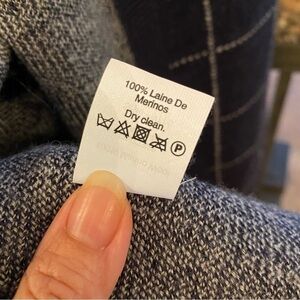 100% Laine De
Merinos
Dry clean.
P